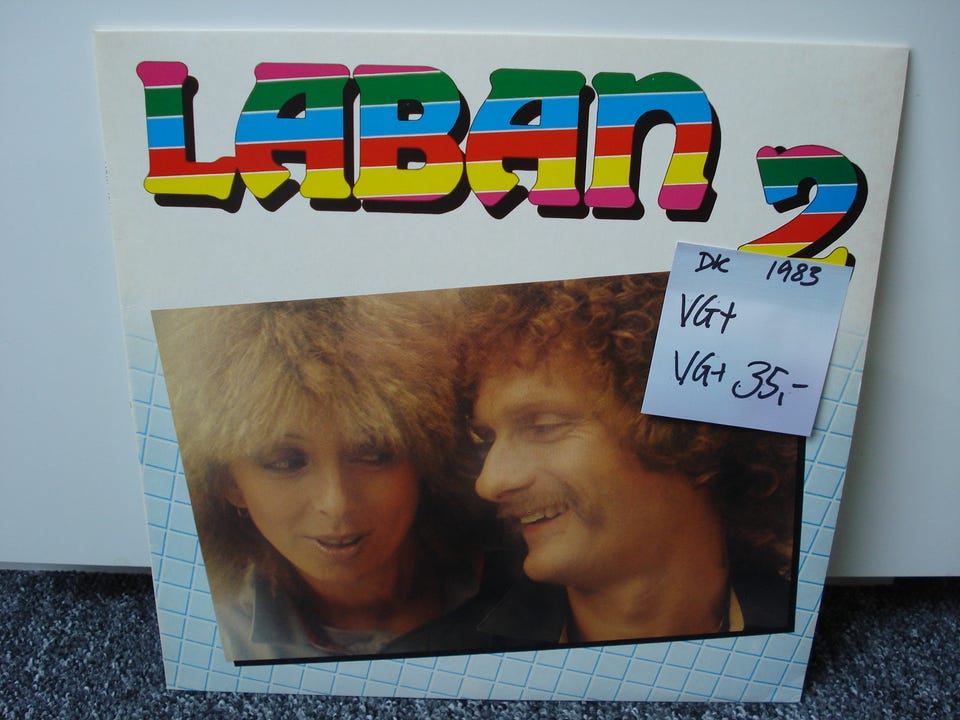 LABAN 2
DK 1983
VG+
VG+ 35,-